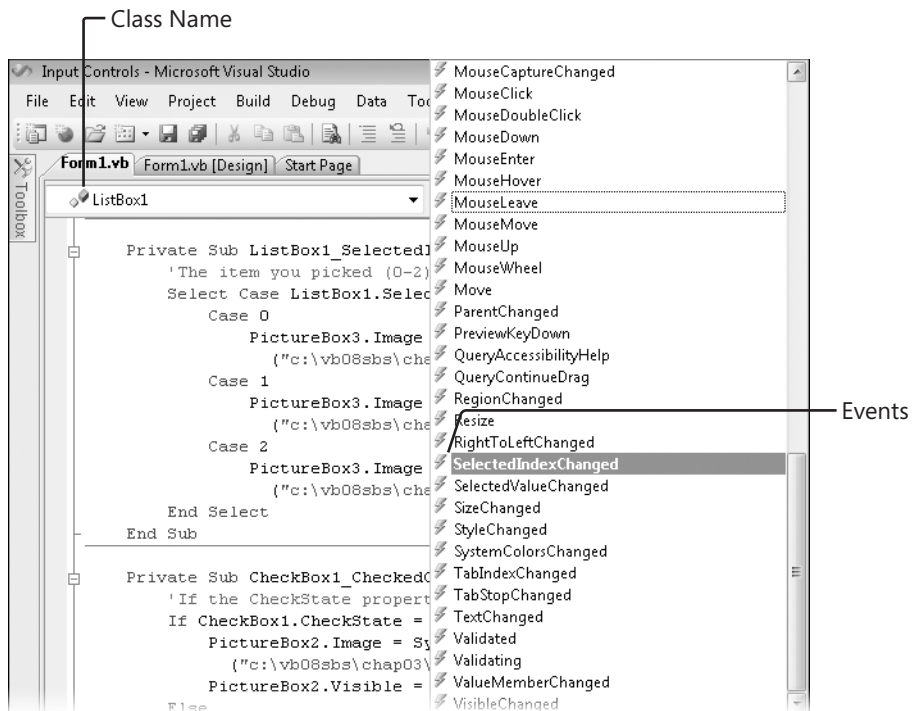 Class Name
Input Controls - Microsoft Visual Studio
File Edit View Project Build Debug Data
Form1.vb Form1.vb [Design] Start Page
Toolbox
ListBox1
Private Sub ListBox1_Selected
'The item you picked (0-2)
Select Case ListBox1.Selec
Case 0
PictureBox3.Image
("c:\vb08sbs\cha
Case 1
PictureBox3.Image
("c:\vb08sbs\cha
Case 2
PictureBox3.Image
("c:\vb08sbs\cha
End Select
End Sub
Private Sub CheckBox1_CheckedC
'If the CheckState propert
If CheckBox1.CheckState =
PictureBox2.Image = Sy
("c:\vb08sbs\chap03\
PictureBox2.Visible =
Else
MouseCaptureChanged
MouseClick
MouseDoubleClick
MouseDown
MouseEnter
MouseHover
MouseLeave
MouseMove
MouseUp
MouseWheel
Move
ParentChanged
PreviewKeyDown
QueryAccessibilityHelp
QueryContinueDrag
RegionChanged
Resize
RightToLeftChanged
SelectedIndexChanged
SelectedValueChanged
SizeChanged
StyleChanged
SystemColorsChanged
TabIndexChanged
TabStopChanged
TextChanged
Validated
Validating
ValueMemberChanged
VisibleChanged
Events